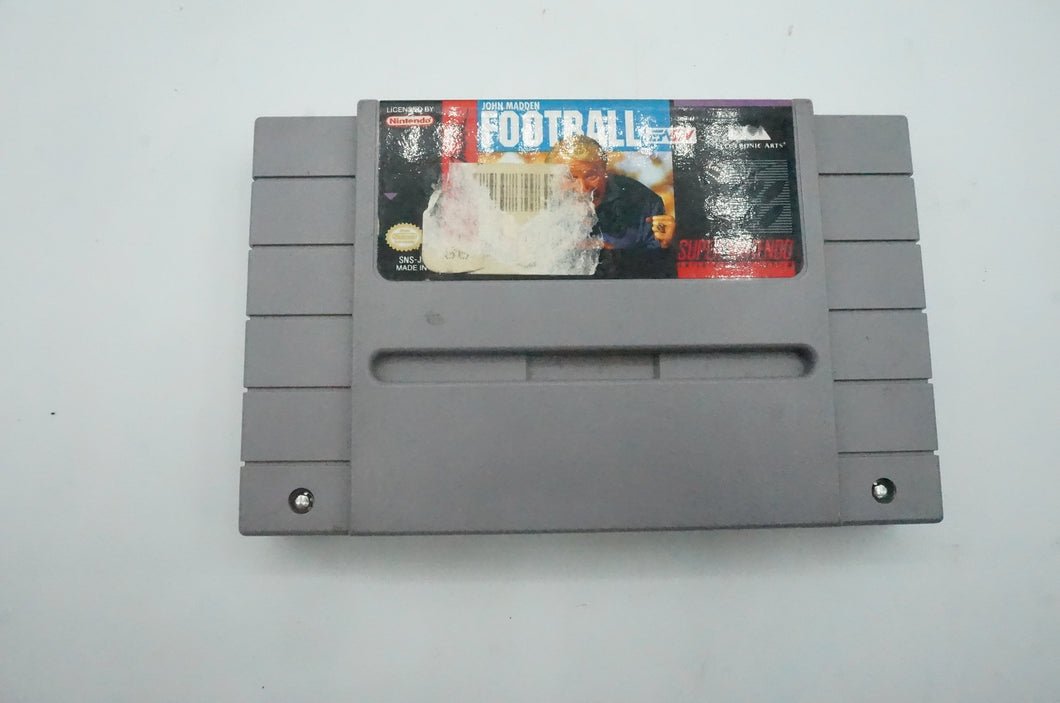 LICENSED BY
Nintendo
JOHN MADDEN
FOOTBALL
ELECTRONIC ARTS®
SNS-J
MADE IN
SUPER NINTENDO